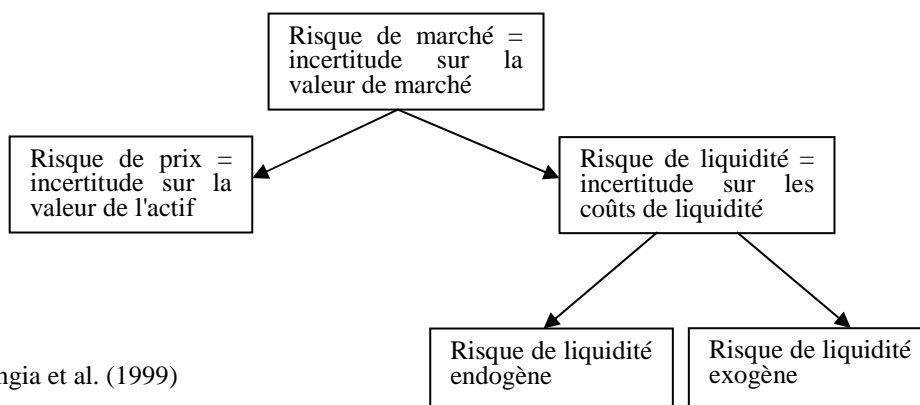 Risque de marché =
incertitude sur la
valeur de marché
Risque de prix =
incertitude sur la
valeur de l'actif
Risque de liquidité =
incertitude sur les
coûts de liquidité
Risque de liquidité
endogène
Risque de liquidité
exogène
ngia et al. (1999)